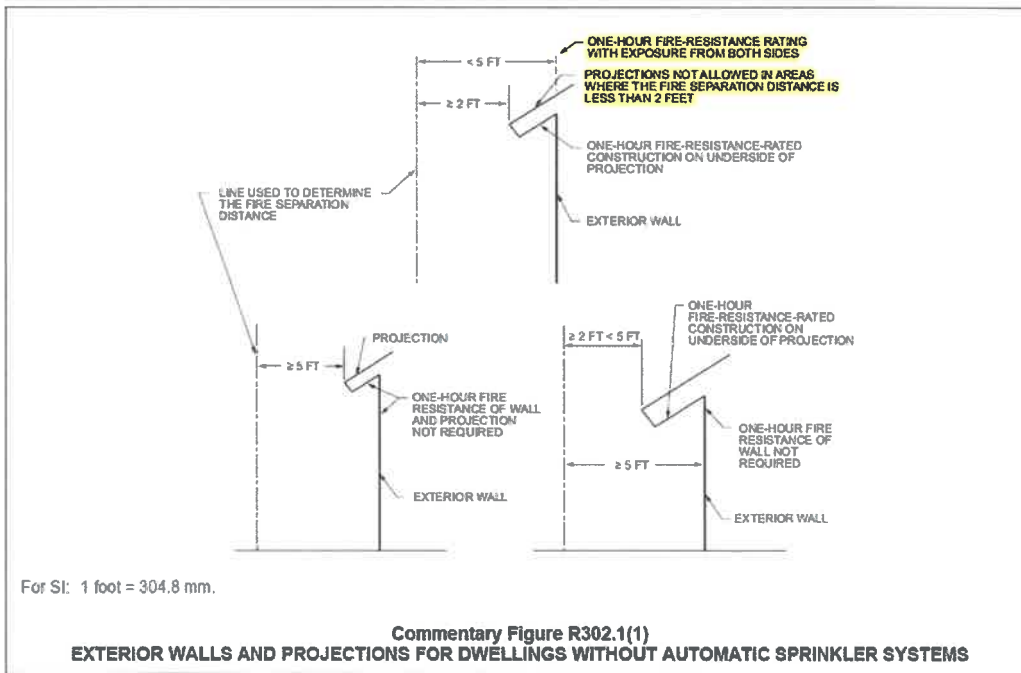 ONE-HOUR FIRE-RESISTANCE RATING
WITH EXPOSURE FROM BOTH SIDES
< 5 FT
PROJECTIONS NOT ALLOWED IN AREAS
WHERE THE FIRE SEPARATION DISTANCE IS
LESS THAN 2 FEET
≥ 2 FT
ONE-HOUR FIRE-RESISTANCE-RATED
CONSTRUCTION ON UNDERSIDE OF
PROJECTION
LINE USED TO DETERMINE
THE FIRE SEPARATION
DISTANCE
EXTERIOR WALL
PROJECTION
≥ 5 FT
ONE-HOUR FIRE
RESISTANCE OF WALL
AND PROJECTION
NOT REQUIRED
EXTERIOR WALL
ONE-HOUR
FIRE-RESISTANCE-RATED
CONSTRUCTION ON
UNDERSIDE OF PROJECTION
≥ 2 FT < 5 FT
ONE-HOUR FIRE
RESISTANCE OF
WALL NOT
REQUIRED
≥ 5 FT
EXTERIOR WALL
For SI: 1 foot = 304.8 mm.
Commentary Figure R302.1(1)
EXTERIOR WALLS AND PROJECTIONS FOR DWELLINGS WITHOUT AUTOMATIC SPRINKLER SYSTEMS